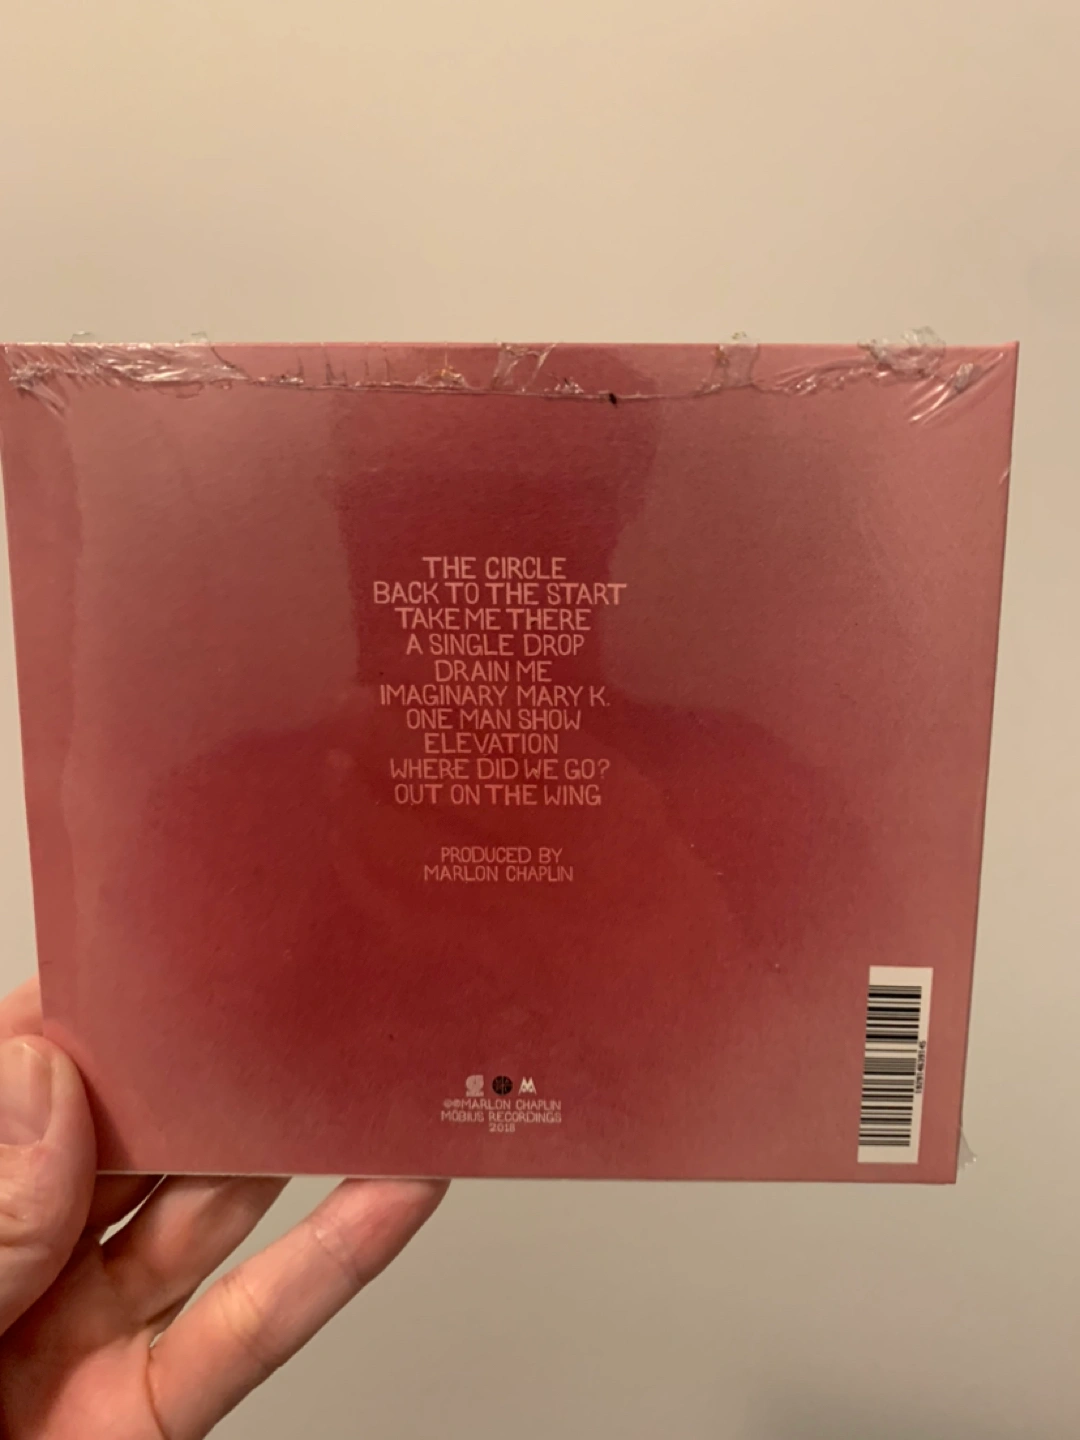 THE CIRCLE
BACK TO THE START
TAKE ME THERE
A SINGLE DROP
DRAIN ME
IMAGINARY MARY K.
ONE MAN SHOW
ELEVATION
WHERE DID WE GO?
OUT ON THE WING
PRODUCED BY
MARLON CHAPLIN
©℗MARLON CHAPLIN
MÖBIUS RECORDINGS
2018